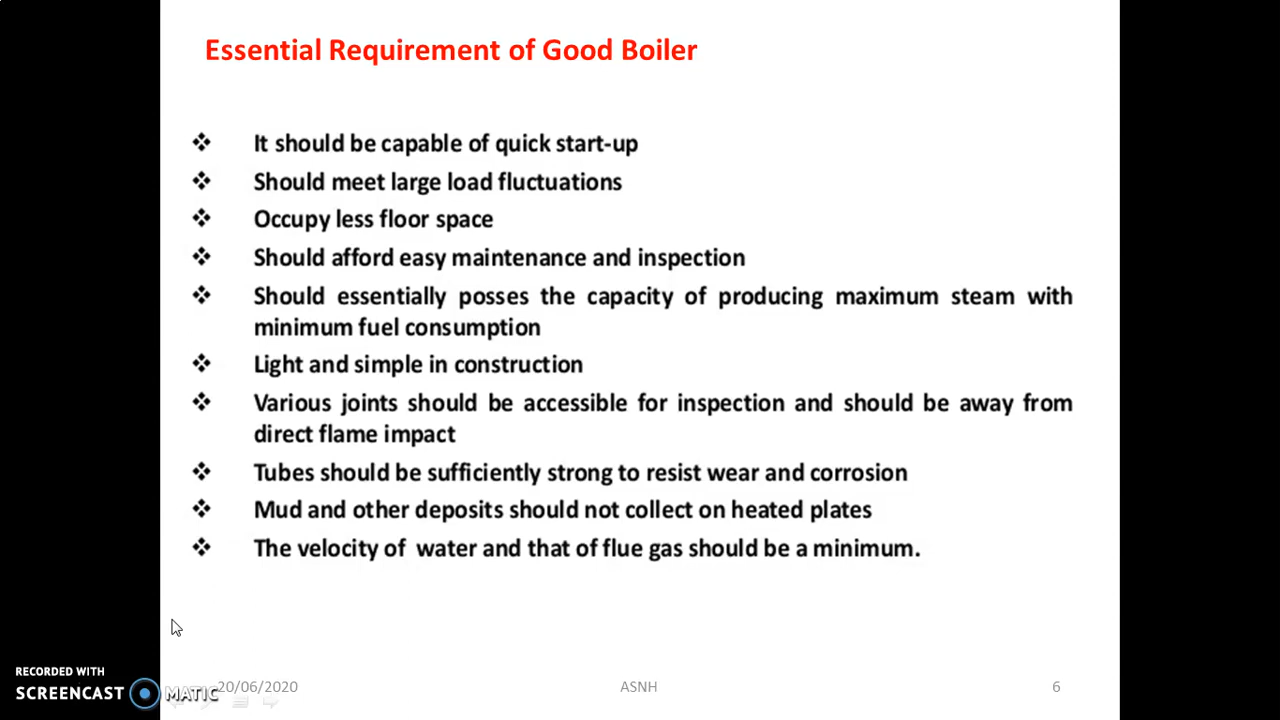 Essential Requirement of Good Boiler
❖ It should be capable of quick start-up
❖ Should meet large load fluctuations
❖ Occupy less floor space
❖ Should afford easy maintenance and inspection
❖ Should essentially posses the capacity of producing maximum steam with
minimum fuel consumption
❖ Light and simple in construction
❖ Various joints should be accessible for inspection and should be away from
direct flame impact
❖ Tubes should be sufficiently strong to resist wear and corrosion
❖ Mud and other deposits should not collect on heated plates
❖ The velocity of water and that of flue gas should be a minimum.
RECORDED WITH
SCREENCAST MATIC
20/06/2020 ASNH 6